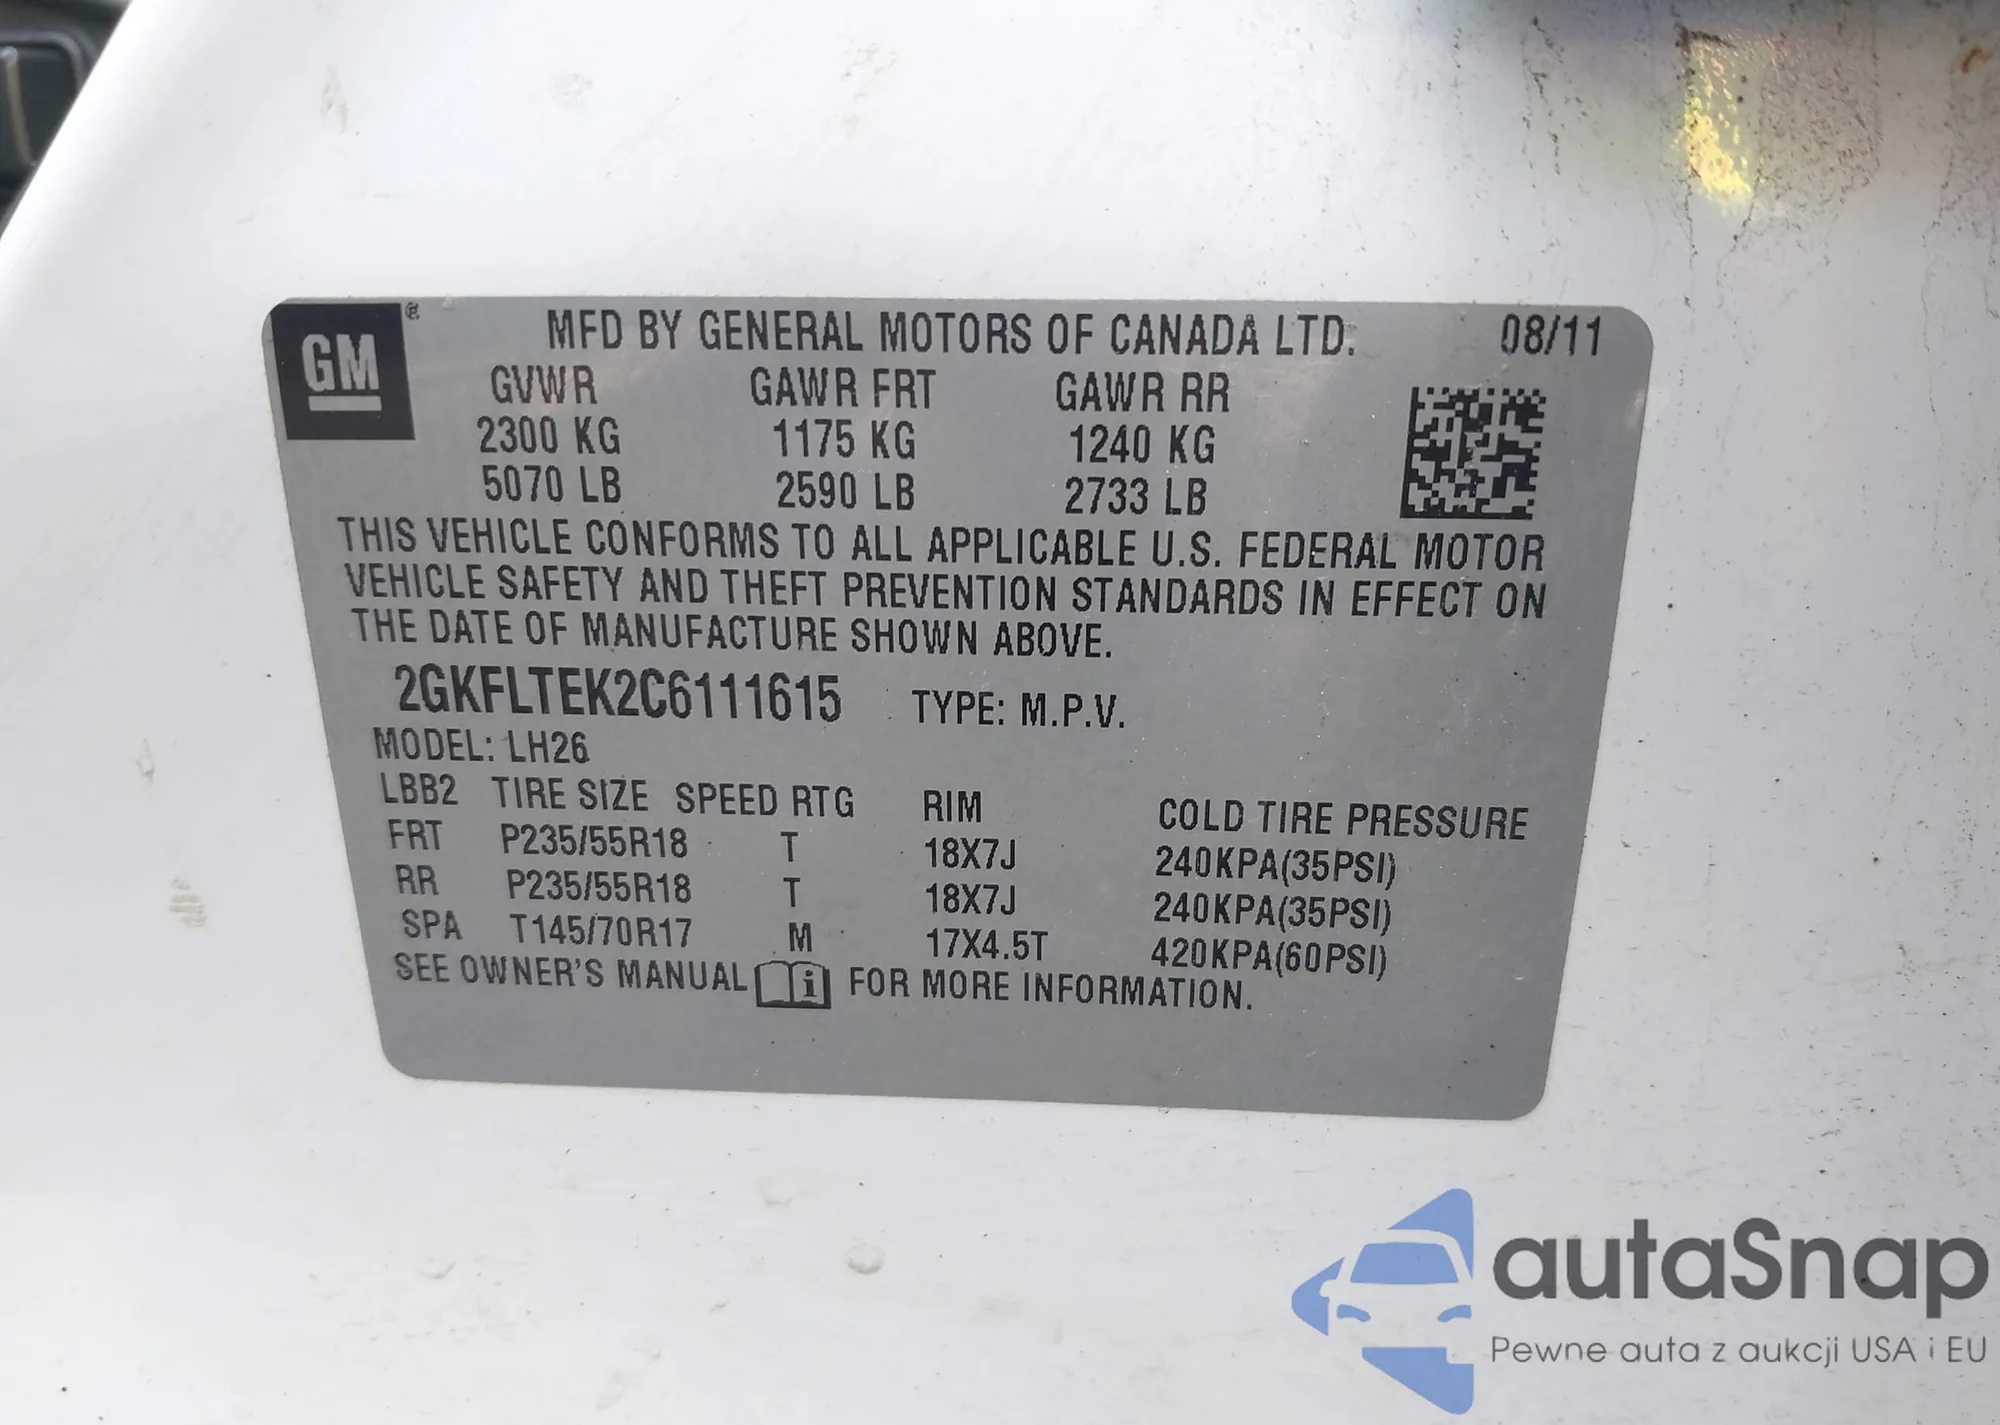 GM ® MFD BY GENERAL MOTORS OF CANADA LTD. 08/11
GVWR GAWR FRT GAWR RR
2300 KG 1175 KG 1240 KG
5070 LB 2590 LB 2733 LB
THIS VEHICLE CONFORMS TO ALL APPLICABLE U.S. FEDERAL MOTOR
VEHICLE SAFETY AND THEFT PREVENTION STANDARDS IN EFFECT ON
THE DATE OF MANUFACTURE SHOWN ABOVE.
2GKFLTEK2C6111615 TYPE: M.P.V.
MODEL: LH26
LBB2 TIRE SIZE SPEED RTG RIM COLD TIRE PRESSURE
FRT P235/55R18 T 18X7J 240KPA(35PSI)
RR P235/55R18 T 18X7J 240KPA(35PSI)
SPA T145/70R17 M 17X4.5T 420KPA(60PSI)
SEE OWNER'S MANUAL i FOR MORE INFORMATION.
autaSnap
Pewne auta z aukcji USA i EU